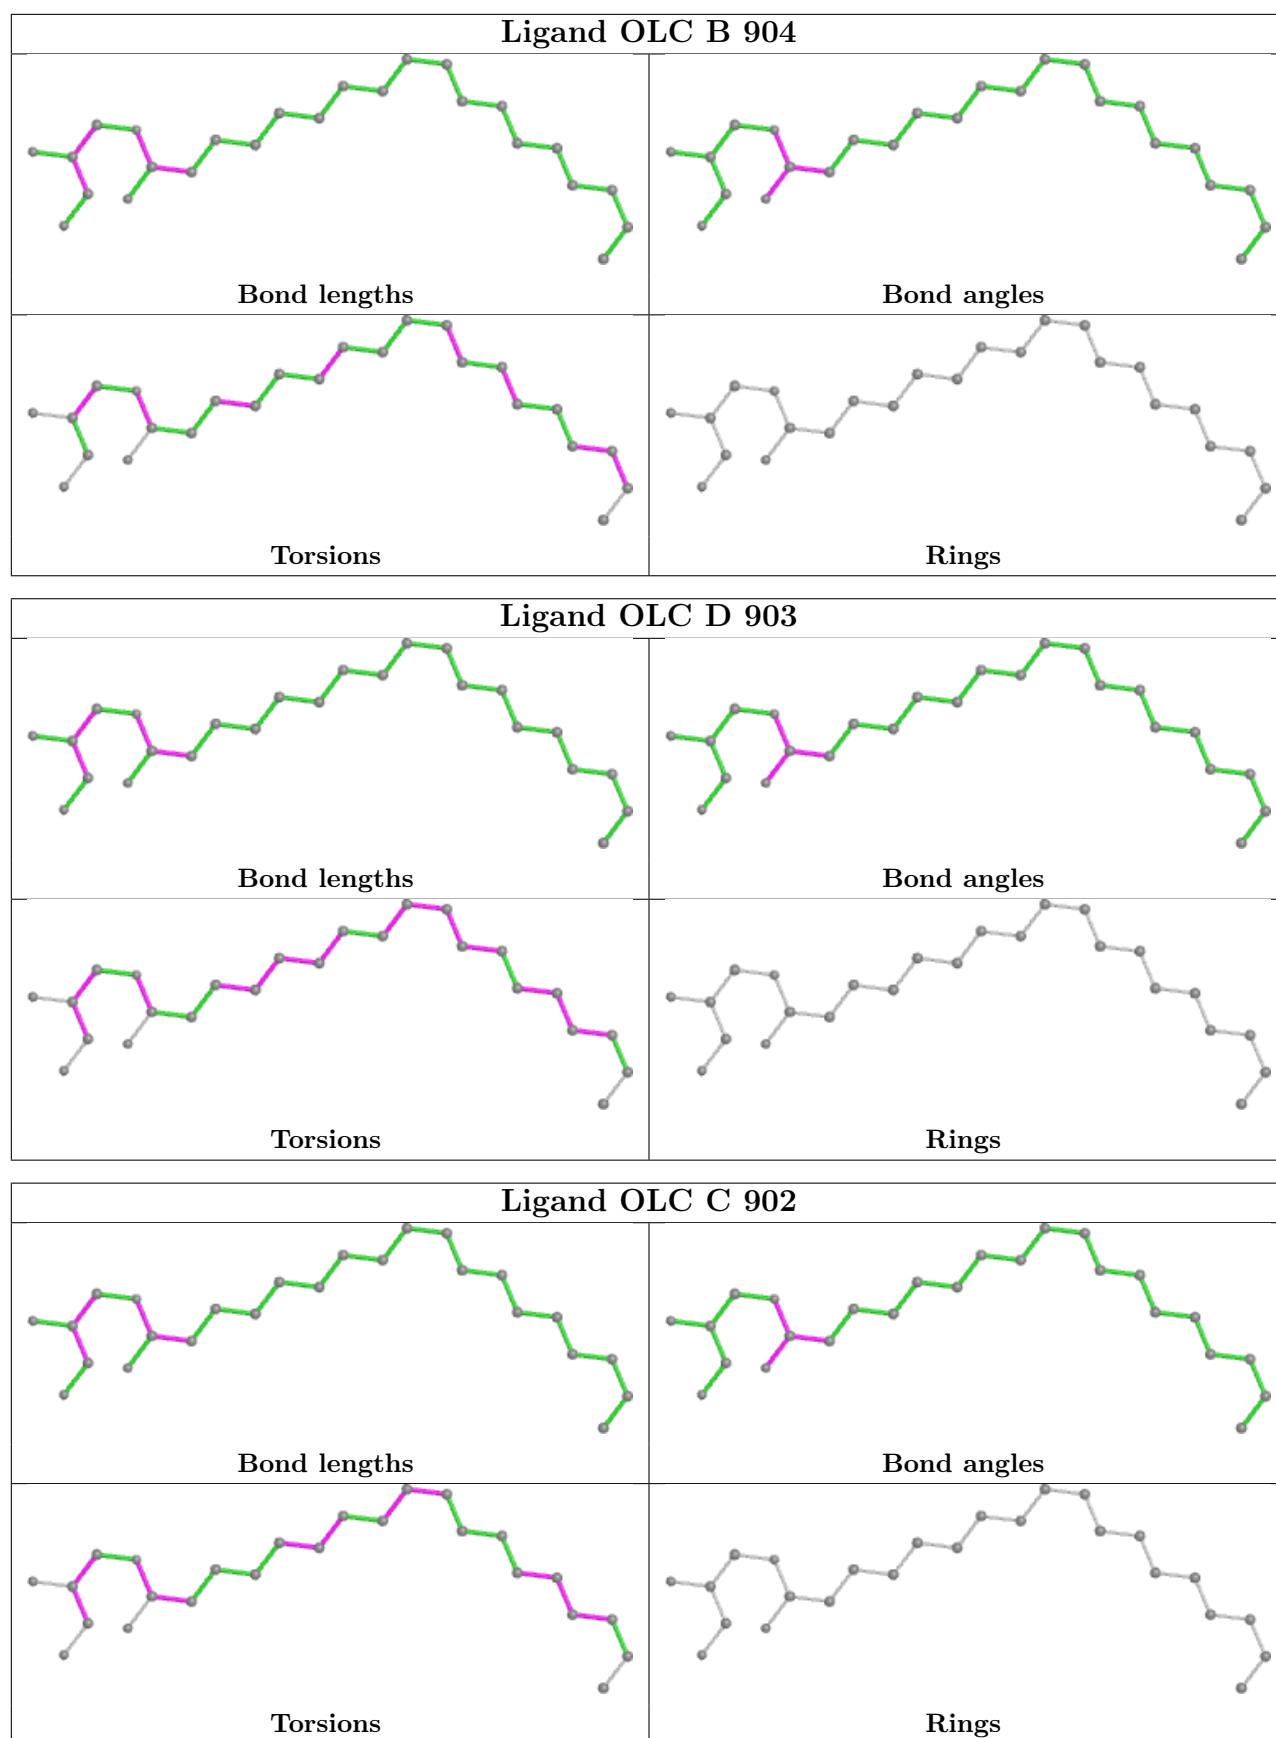 Ligand OLC B 904
Bond lengths
Bond angles
Torsions
Rings
Ligand OLC D 903
Bond lengths
Bond angles
Torsions
Rings
Ligand OLC C 902
Bond lengths
Bond angles
Torsions
Rings